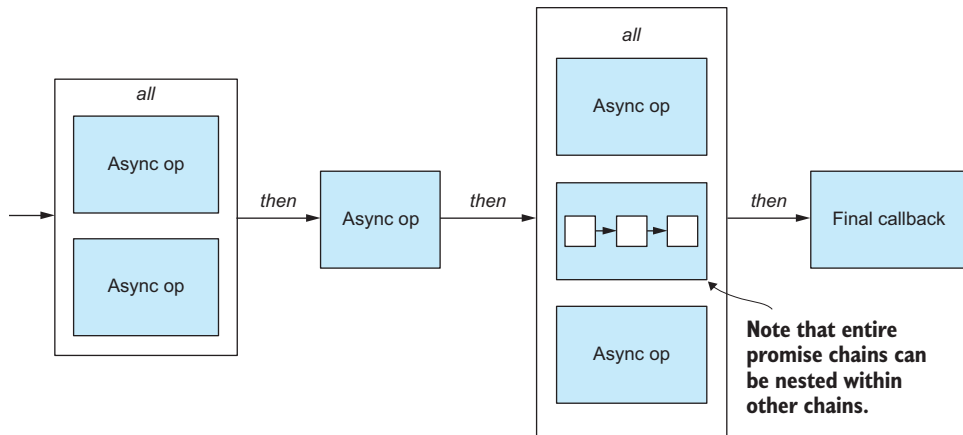 all
Async op
Async op
then
Async op
then
all
Async op
Async op
then
Final callback
Note that entire
promise chains can
be nested within
other chains.